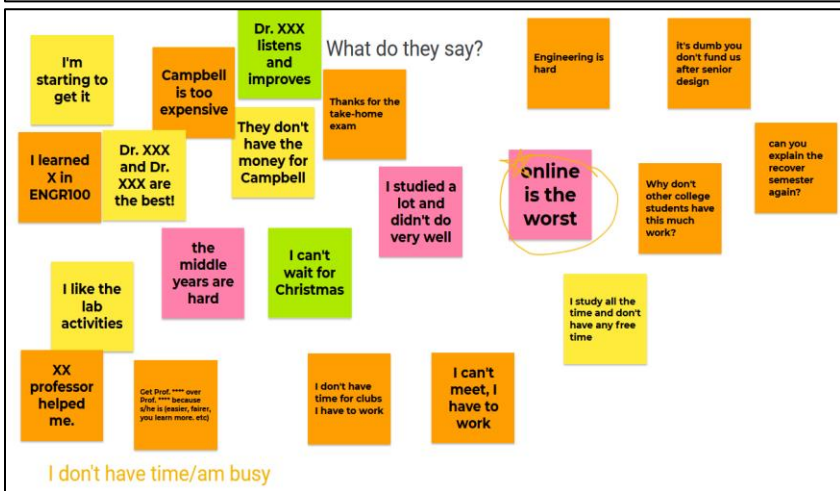 What do they say?
I'm
starting to
get it
Campbell
is too
expensive
Dr. XXX
listens
and
improves
Thanks for the
take-home
exam
Engineering is
hard
it's dumb you
don't fund us
after senior
design
I learned
X in
ENGR100
Dr. XXX
and Dr.
XXX are
the best!
They don't
have the
money for
Campbell
I studied a
lot and
didn't do
very well
online
is the
worst
Why don't
other college
students have
this much
work?
can you
explain the
recover
semester
again?
I like the
lab
activities
the
middle
years are
hard
I can't
wait for
Christmas
I study all the
time and don't
have any free
time
XX
professor
helped
me.
Get Prof. **** over
Prof. **** because
s/he is (easier, fairer,
you learn more. etc)
I don't have
time for clubs
I have to work
I can't
meet, I
have to
work
I don't have time/am busy